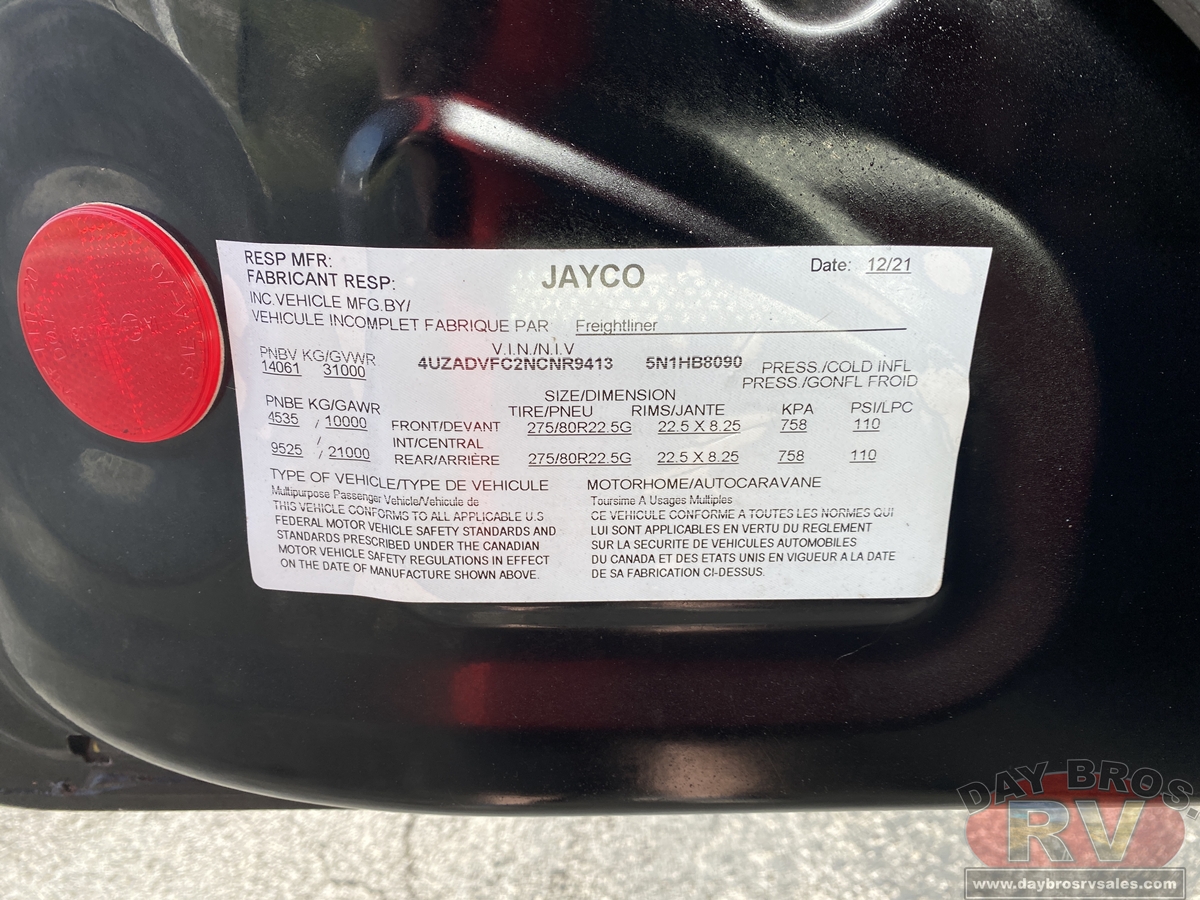 RESP MFR:
FABRICANT RESP:
JAYCO
Date: 12/21
INC.VEHICLE MFG.BY/
VEHICULE INCOMPLET FABRIQUE PAR Freightliner
V.I.N./N.I.V
PNBV KG/GVWR
14061 31000
4UZADVFC2NCNR9413 5N1HB8090
PRESS./COLD INFL
PRESS./GONFL FROID
SIZE/DIMENSION
PNBE KG/GAWR
TIRE/PNEU RIMS/JANTE KPA PSI/LPC
4535 / 10000 FRONT/DEVANT 275/80R22.5G 22.5 X 8.25 758 110
/ INT/CENTRAL
9525 / 21000 REAR/ARRIÈRE 275/80R22.5G 22.5 X 8.25 758 110
TYPE OF VEHICLE/TYPE DE VEHICULE MOTORHOME/AUTOCARAVANE
Multipurpose Passenger Vehicle/Vehicule de Toursime A Usages Multiples
THIS VEHICLE CONFORMS TO ALL APPLICABLE U.S
FEDERAL MOTOR VEHICLE SAFETY STANDARDS AND
STANDARDS PRESCRIBED UNDER THE CANADIAN
MOTOR VEHICLE SAFETY REGULATIONS IN EFFECT
ON THE DATE OF MANUFACTURE SHOWN ABOVE.
CE VEHICULE CONFORME A TOUTES LES NORMES QUI
LUI SONT APPLICABLES EN VERTU DU REGLEMENT
SUR LA SECURITE DE VEHICULES AUTOMOBILES
DU CANADA ET DES ETATS UNIS EN VIGUEUR A LA DATE
DE SA FABRICATION CI-DESSUS.
DAY BROS.
RV
www.daybrosrvsales.com